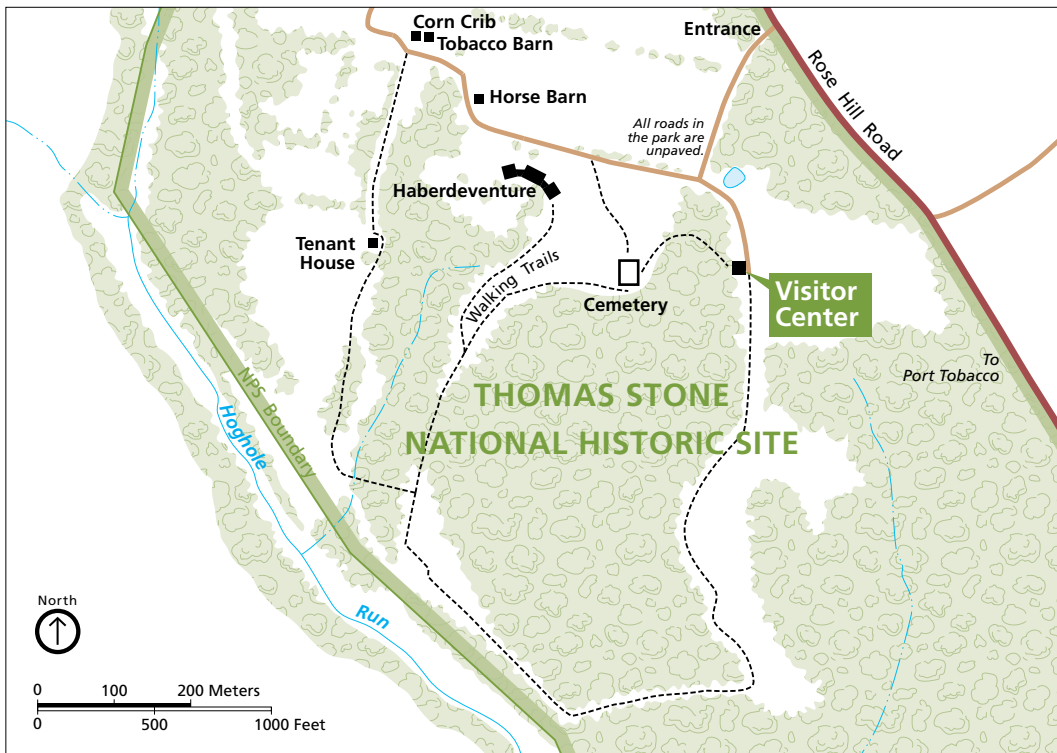 Corn Crib
Tobacco Barn
Entrance
Horse Barn
Rose Hill Road
All roads in
the park are
unpaved.
Haberdeventure
Tenant
House
Walking Trails
Cemetery
Visitor
Center
To
Port Tobacco
THOMAS STONE
NATIONAL HISTORIC SITE
NPS Boundary
Hoghole
Run
North
0 100 200 Meters
0 500 1000 Feet